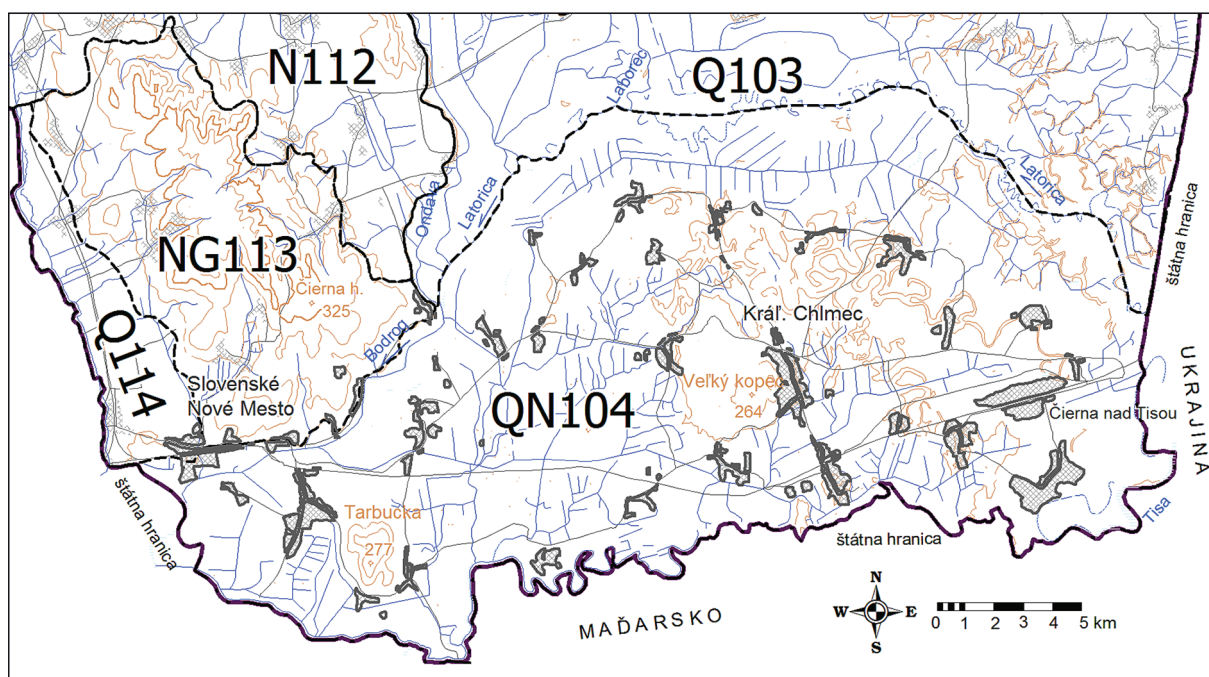 N112
Q103
Laborec
Ondava
Latorica
Latorica
štátna hranica
NG113
Čierna h.
325
Kráľ. Chlmec
Q114
Bodrog
UKRAJINA
Slovenské
Nové Mesto
Veľký kopec
264
QN104
Čierna nad Tisou
štátna hranica
Tarbučka
277
Tisa
štátna hranica
MAĎARSKO
N
W E
S
0 1 2 3 4 5 km